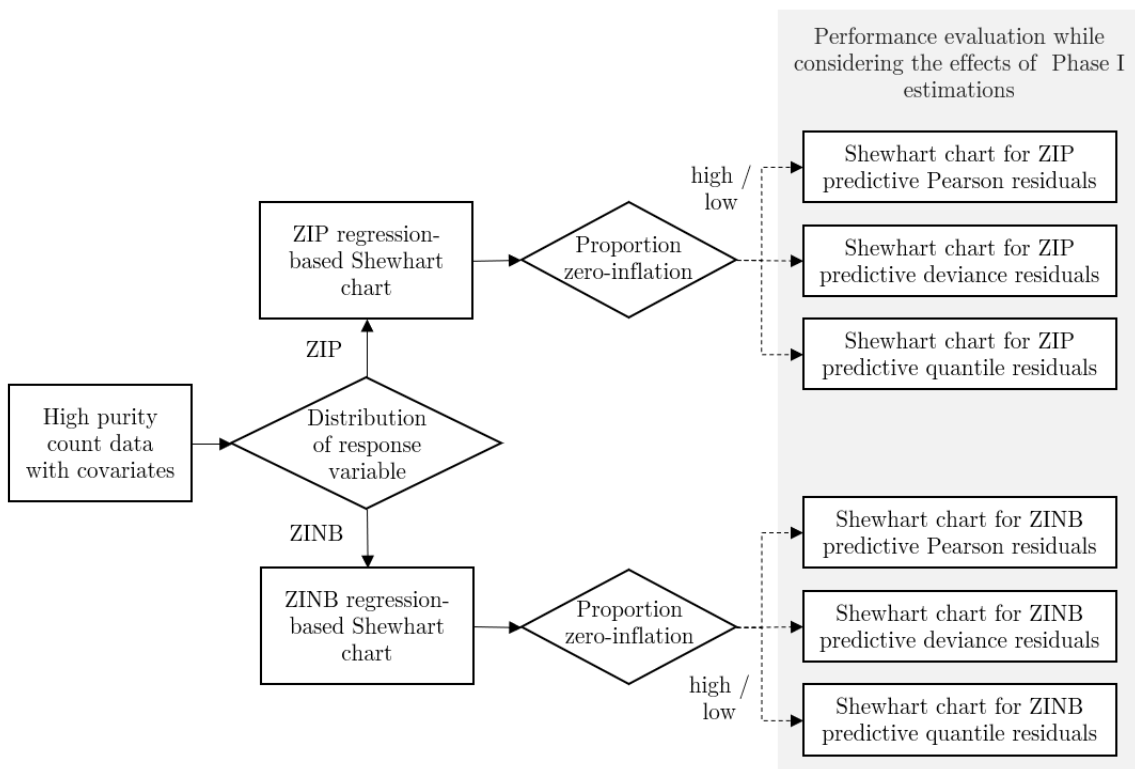 Performance evaluation while
considering the effects of Phase I
estimations
Shewhart chart for ZIP
predictive Pearson residuals
high /
low
ZIP regression-
based Shewhart
chart
Proportion
zero-inflation
Shewhart chart for ZIP
predictive deviance residuals
Shewhart chart for ZIP
predictive quantile residuals
ZIP
High purity
count data
with covariates
Distribution
of response
variable
ZINB
Shewhart chart for ZINB
predictive Pearson residuals
ZINB regression-
based Shewhart
chart
Proportion
zero-inflation
Shewhart chart for ZINB
predictive deviance residuals
high /
low
Shewhart chart for ZINB
predictive quantile residuals